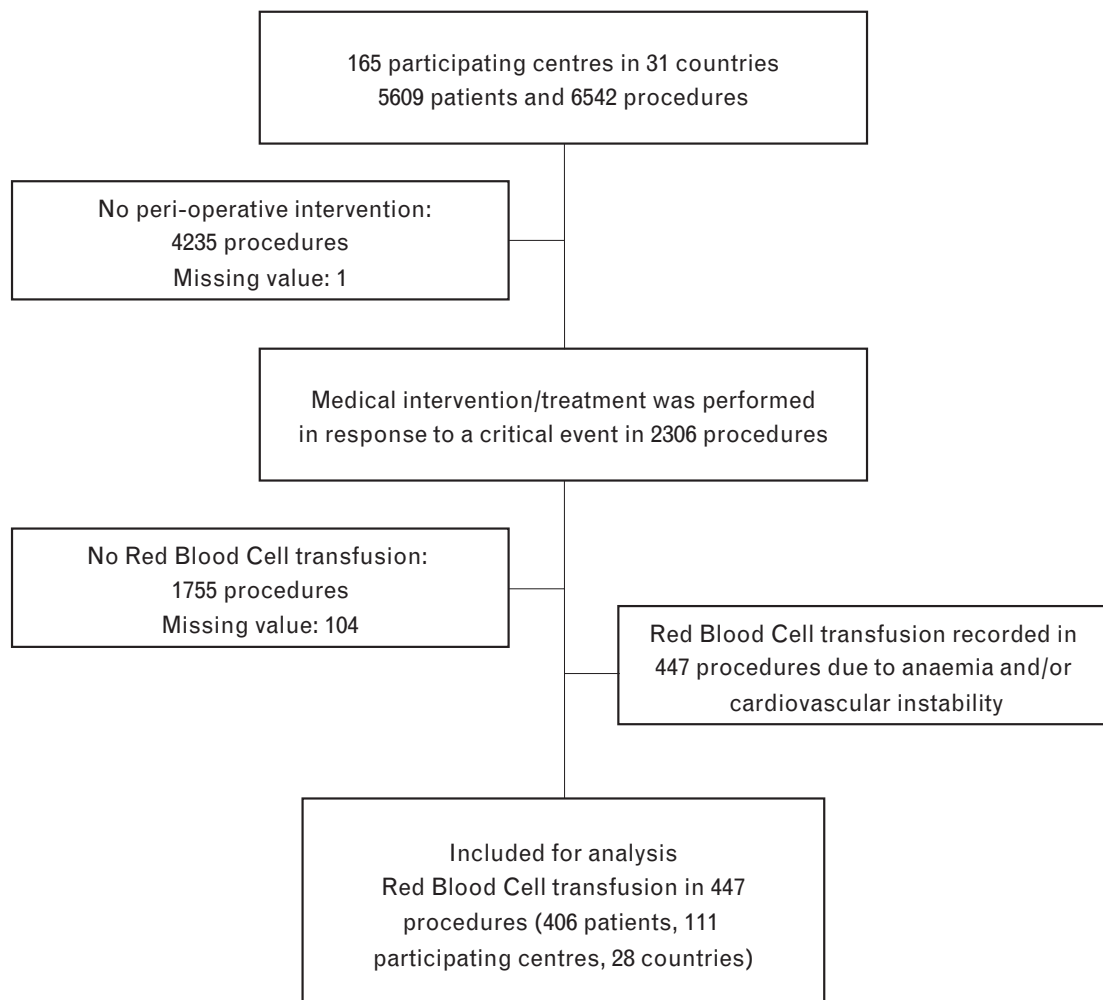 165 participating centres in 31 countries
5609 patients and 6542 procedures
No peri-operative intervention:
4235 procedures
Missing value: 1
Medical intervention/treatment was performed
in response to a critical event in 2306 procedures
No Red Blood Cell transfusion:
1755 procedures
Missing value: 104
Red Blood Cell transfusion recorded in
447 procedures due to anaemia and/or
cardiovascular instability
Included for analysis
Red Blood Cell transfusion in 447
procedures (406 patients, 111
participating centres, 28 countries)